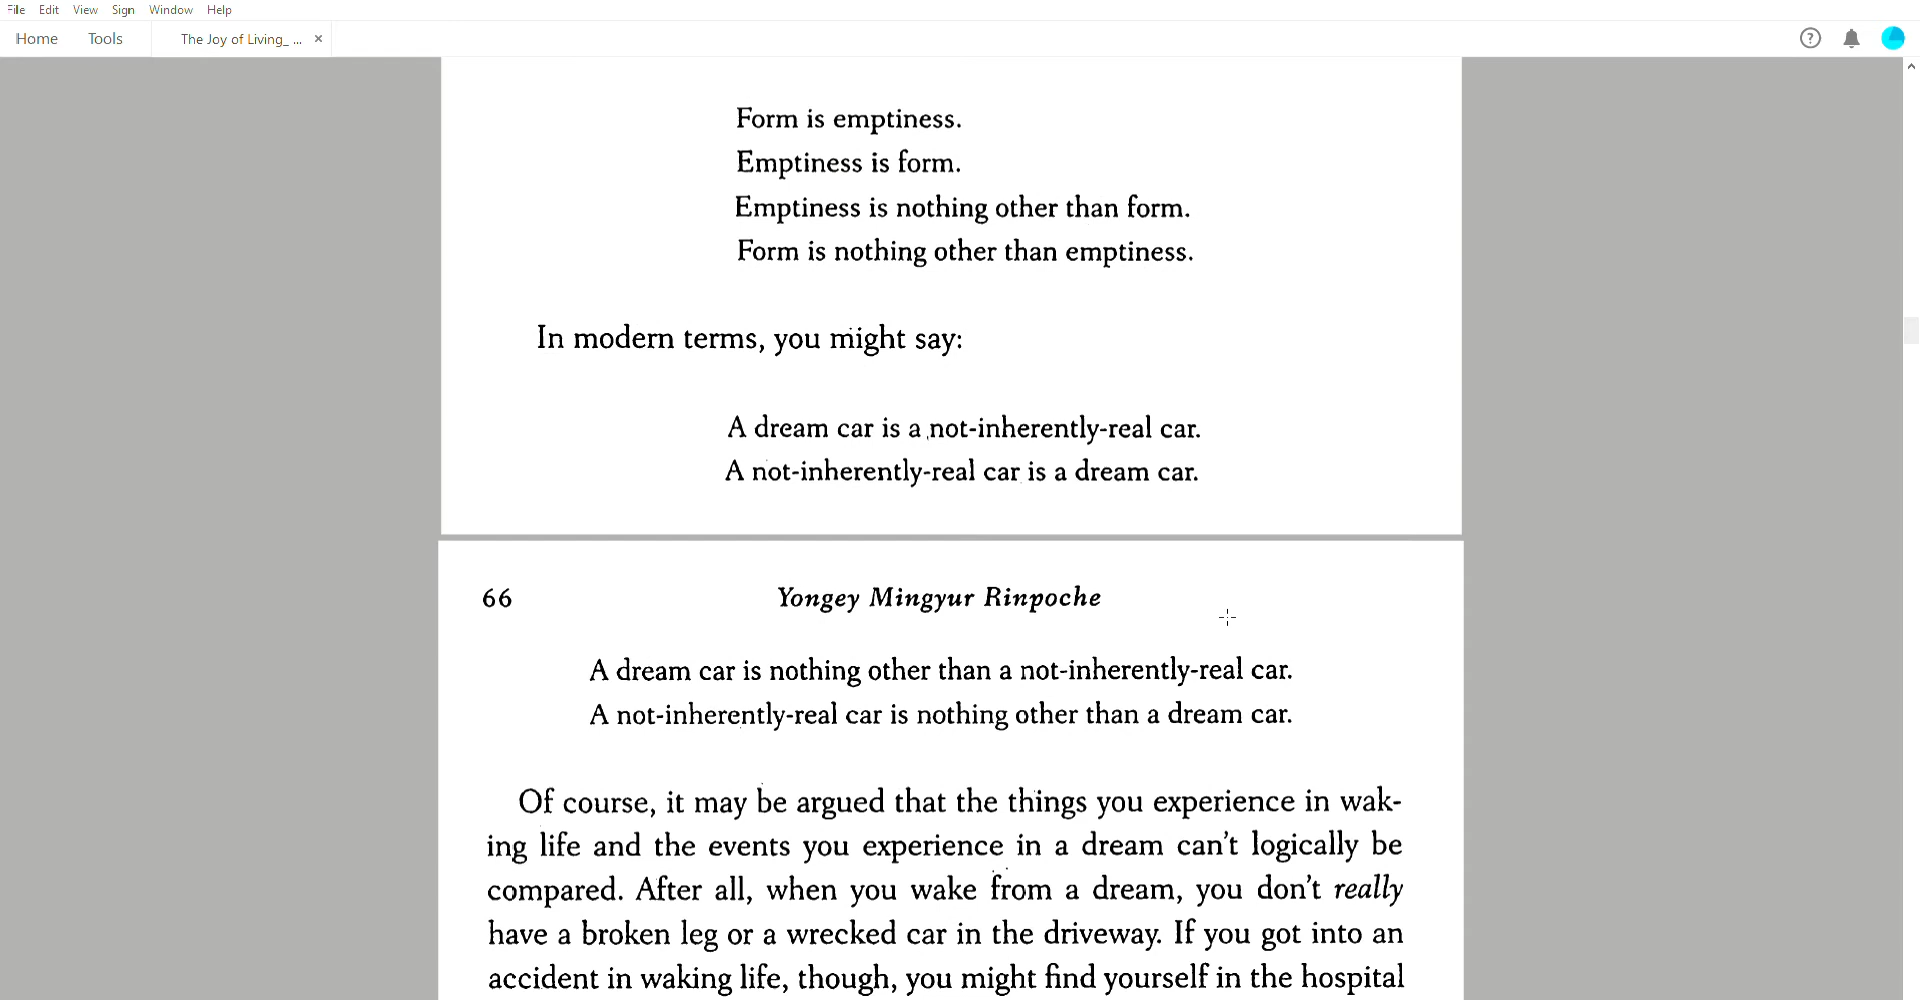 File Edit View Sign Window Help
Home Tools The Joy of Living_ ... ×
Form is emptiness.
Emptiness is form.
Emptiness is nothing other than form.
Form is nothing other than emptiness.
In modern terms, you might say:
A dream car is a not-inherently-real car.
A not-inherently-real car is a dream car.
66 Yongey Mingyur Rinpoche
A dream car is nothing other than a not-inherently-real car.
A not-inherently-real car is nothing other than a dream car.
Of course, it may be argued that the things you experience in wak-
ing life and the events you experience in a dream can't logically be
compared. After all, when you wake from a dream, you don't really
have a broken leg or a wrecked car in the driveway. If you got into an
accident in waking life, though, you might find yourself in the hospital